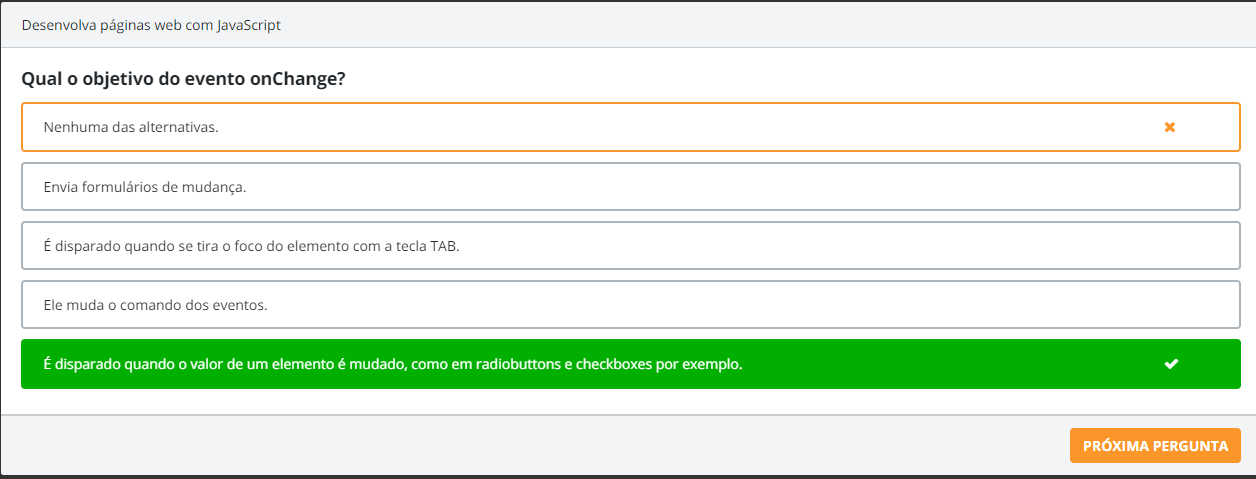 Desenvolva páginas web com JavaScript
Qual o objetivo do evento onChange?
Nenhuma das alternativas.
Envia formulários de mudança.
É disparado quando se tira o foco do elemento com a tecla TAB.
Ele muda o comando dos eventos.
É disparado quando o valor de um elemento é mudado, como em radiobuttons e checkboxes por exemplo.
PRÓXIMA PERGUNTA